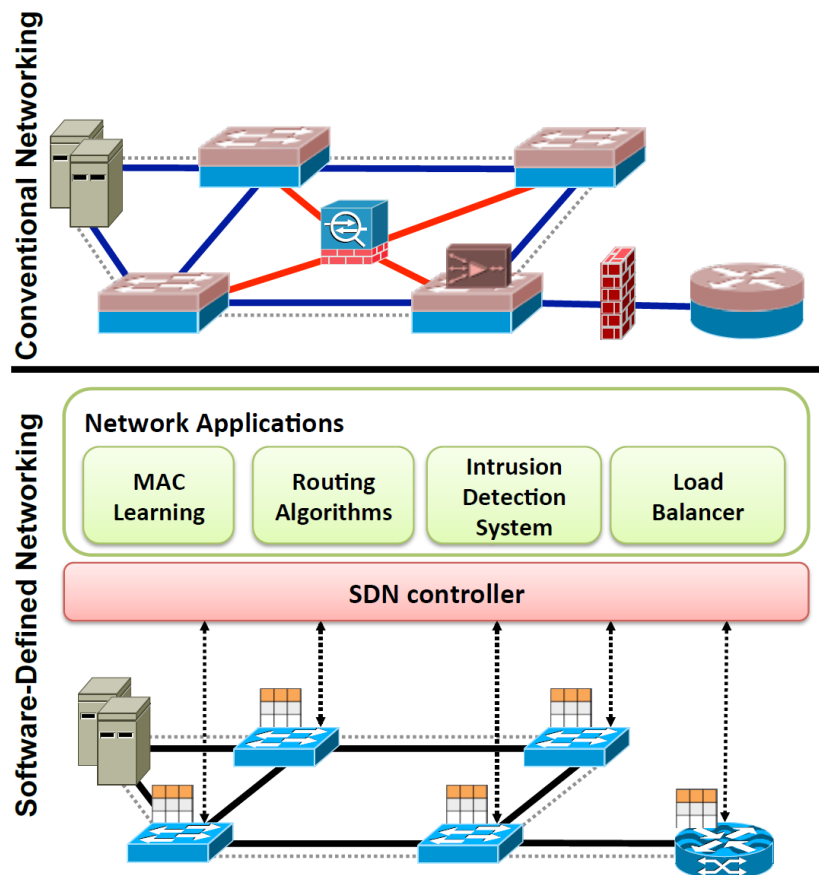 Conventional Networking
Software-Defined Networking
Network Applications
MAC
Learning
Routing
Algorithms
Intrusion
Detection
System
Load
Balancer
SDN controller